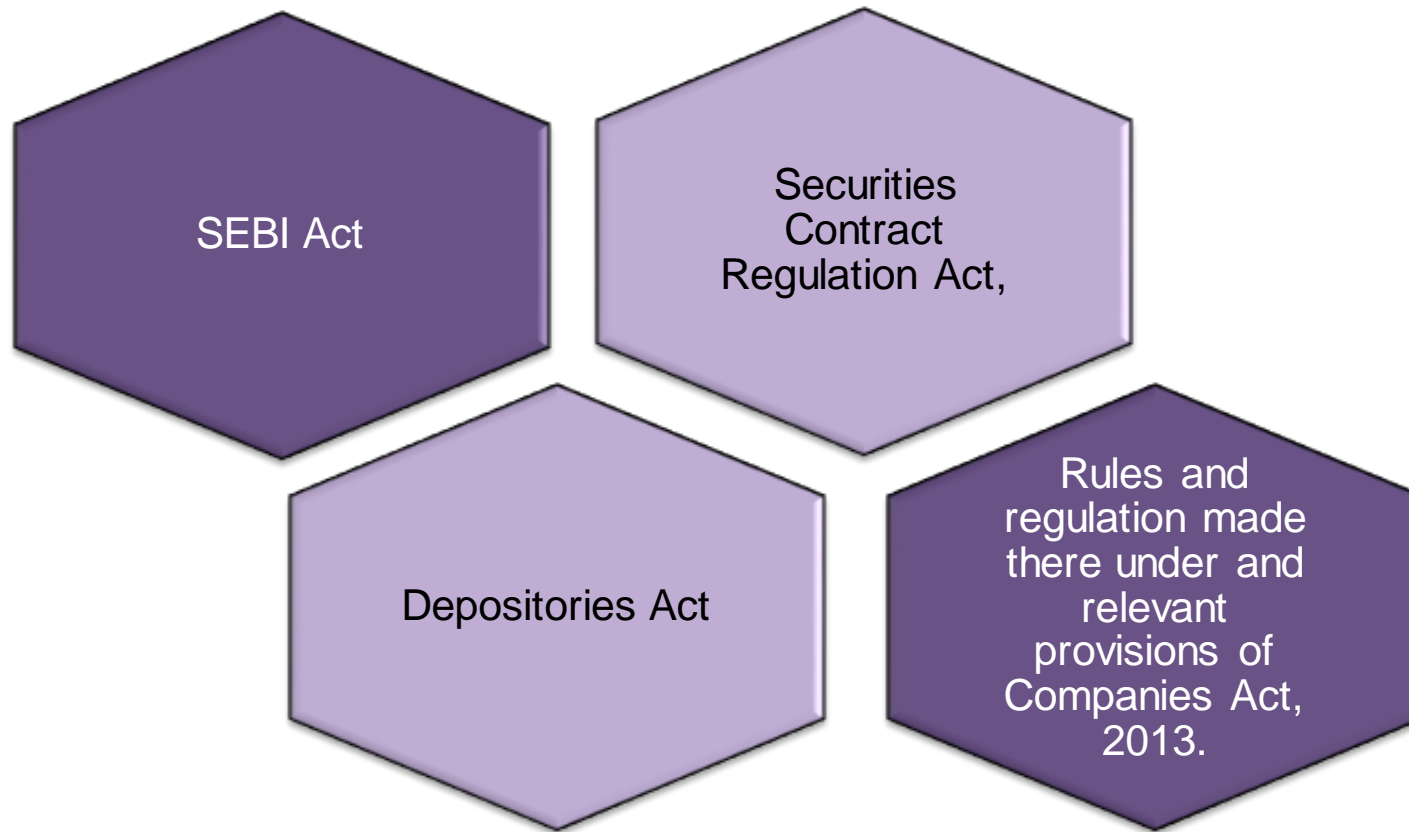 SEBI Act
Securities
Contract
Regulation Act,
Depositories Act
Rules and
regulation made
there under and
relevant
provisions of
Companies Act,
2013.